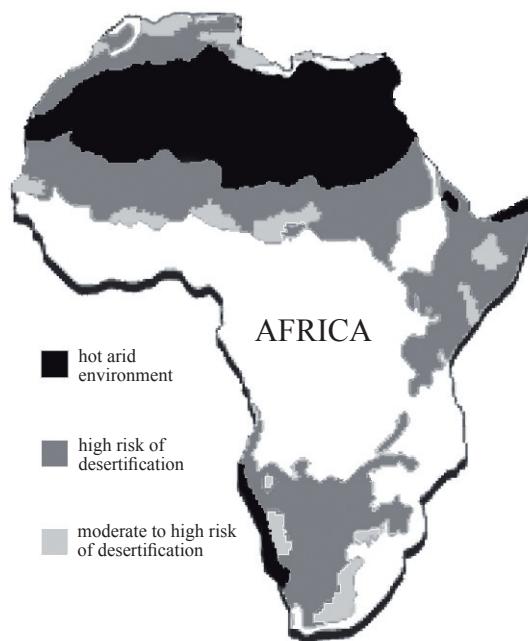 AFRICA
hot arid
environment
high risk of
desertification
moderate to high risk
of desertification